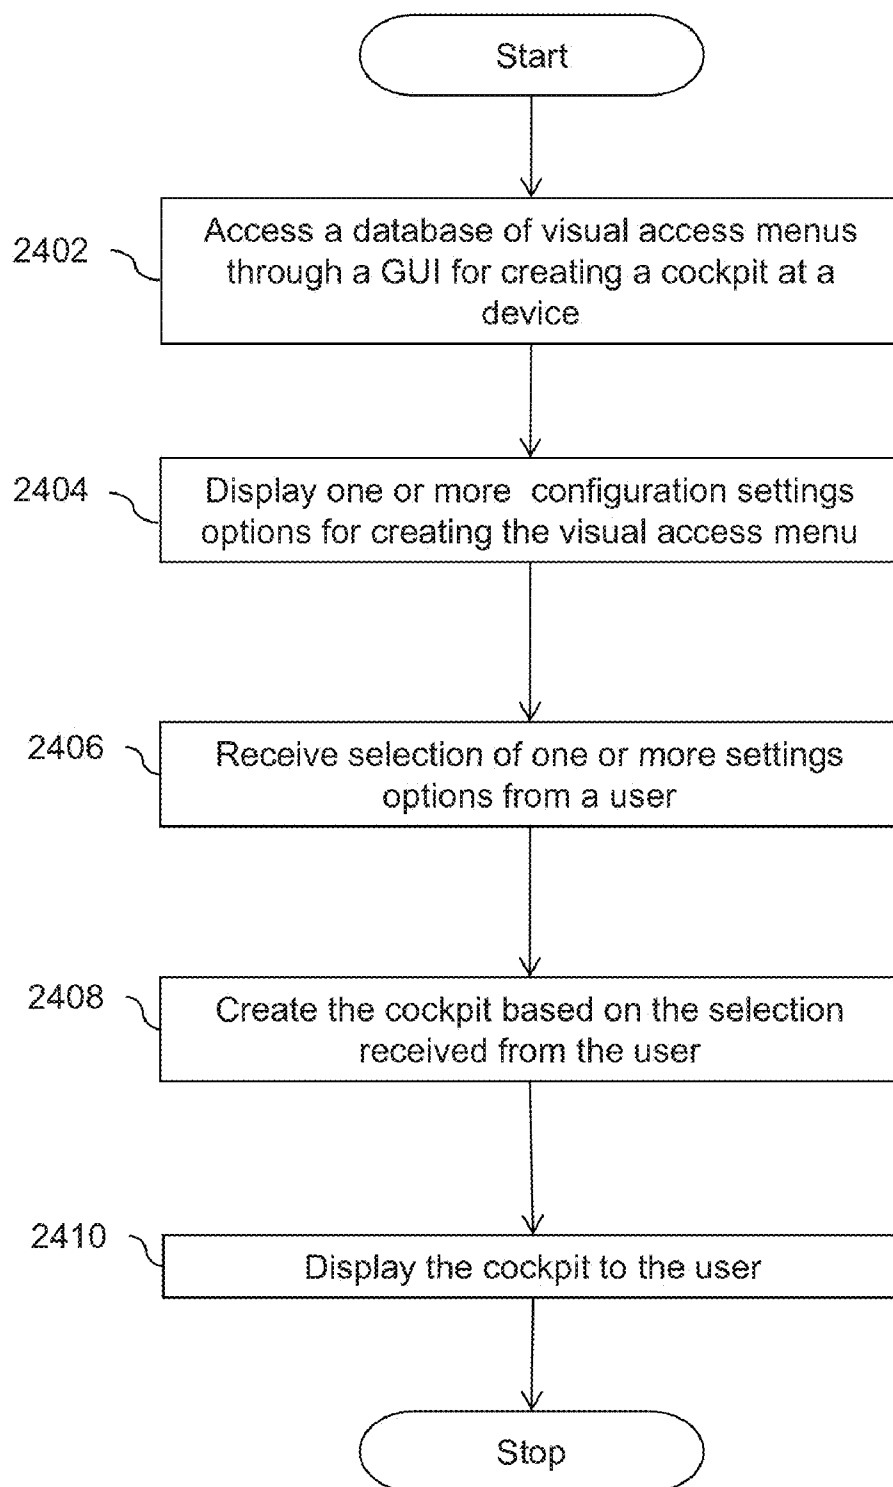 Start
2402
Access a database of visual access menus
through a GUI for creating a cockpit at a
device
2404
Display one or more configuration settings
options for creating the visual access menu
2406
Receive selection of one or more settings
options from a user
2408
Create the cockpit based on the selection
received from the user
2410
Display the cockpit to the user
Stop